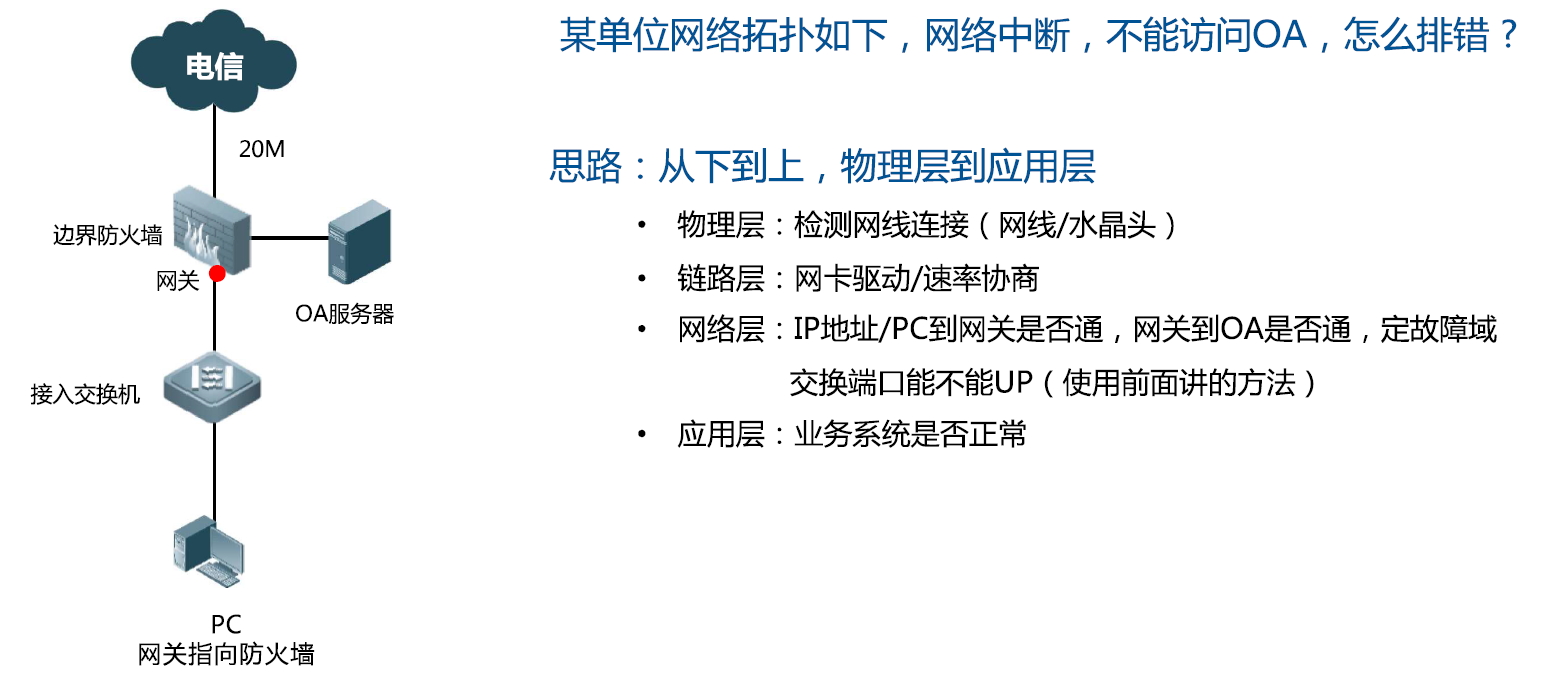 某单位网络拓扑如下，网络中断，不能访问OA，怎么排错？
电信
20M
边界防火墙
网关
OA服务器
接入交换机
PC
网关指向防火墙
思路：从下到上，物理层到应用层
• 物理层：检测网线连接（网线/水晶头）
• 链路层：网卡驱动/速率协商
• 网络层：IP地址/PC到网关是否通，网关到OA是否通，定故障域
交换端口能不能UP（使用前面讲的方法）
• 应用层：业务系统是否正常